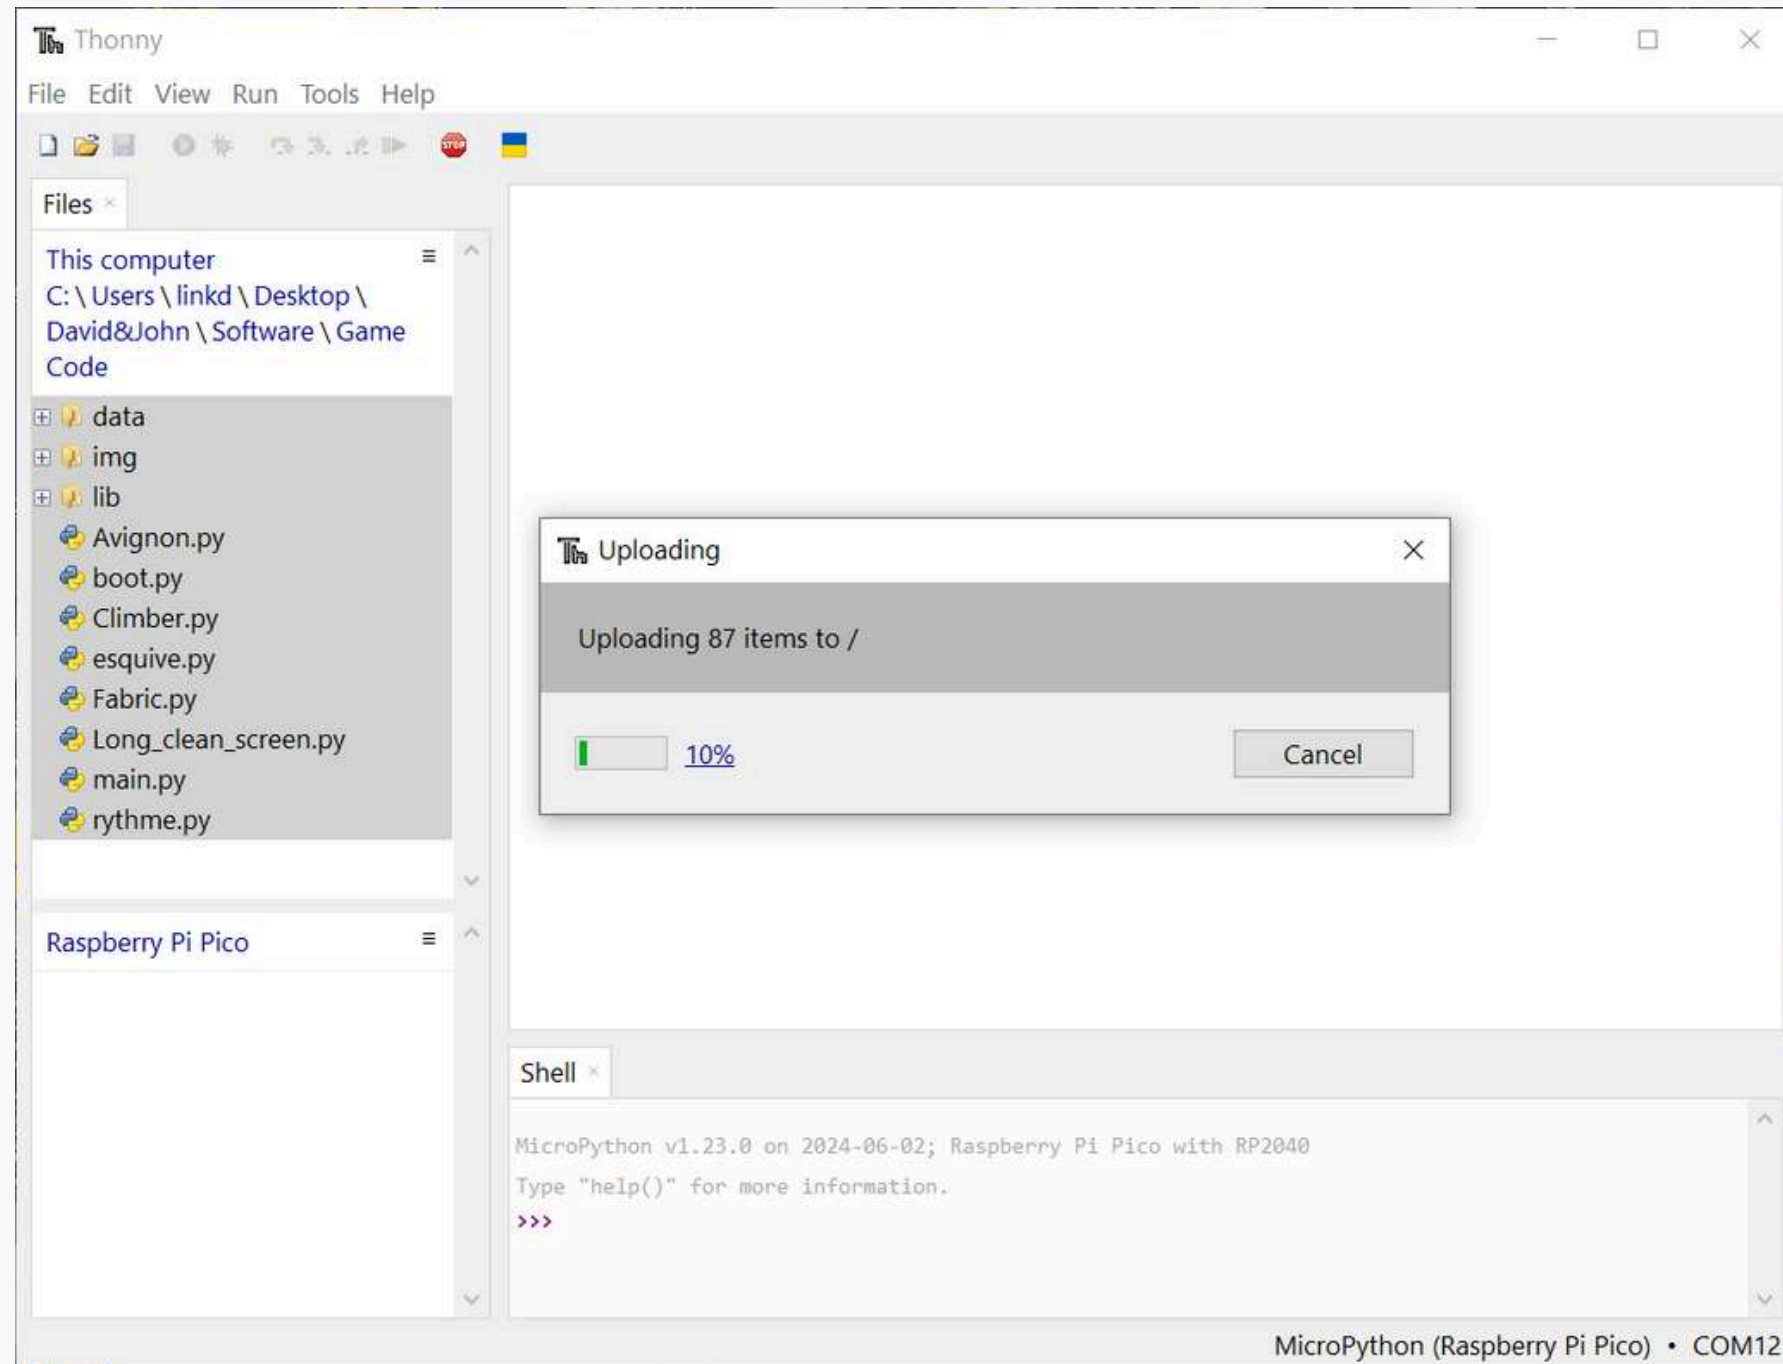 Thonny
File Edit View Run Tools Help
STOP
Files
This computer
C: \ Users \ linkd \ Desktop \
David&John \ Software \ Game
Code
data
img
lib
Avignon.py
boot.py
Climber.py
esquive.py
Fabric.py
Long_clean_screen.py
main.py
rythme.py
Uploading
Uploading 87 items to /
10%
Cancel
Raspberry Pi Pico
Shell
MicroPython v1.23.0 on 2024-06-02; Raspberry Pi Pico with RP2040
Type "help()" for more information.
>>>
MicroPython (Raspberry Pi Pico) • COM12